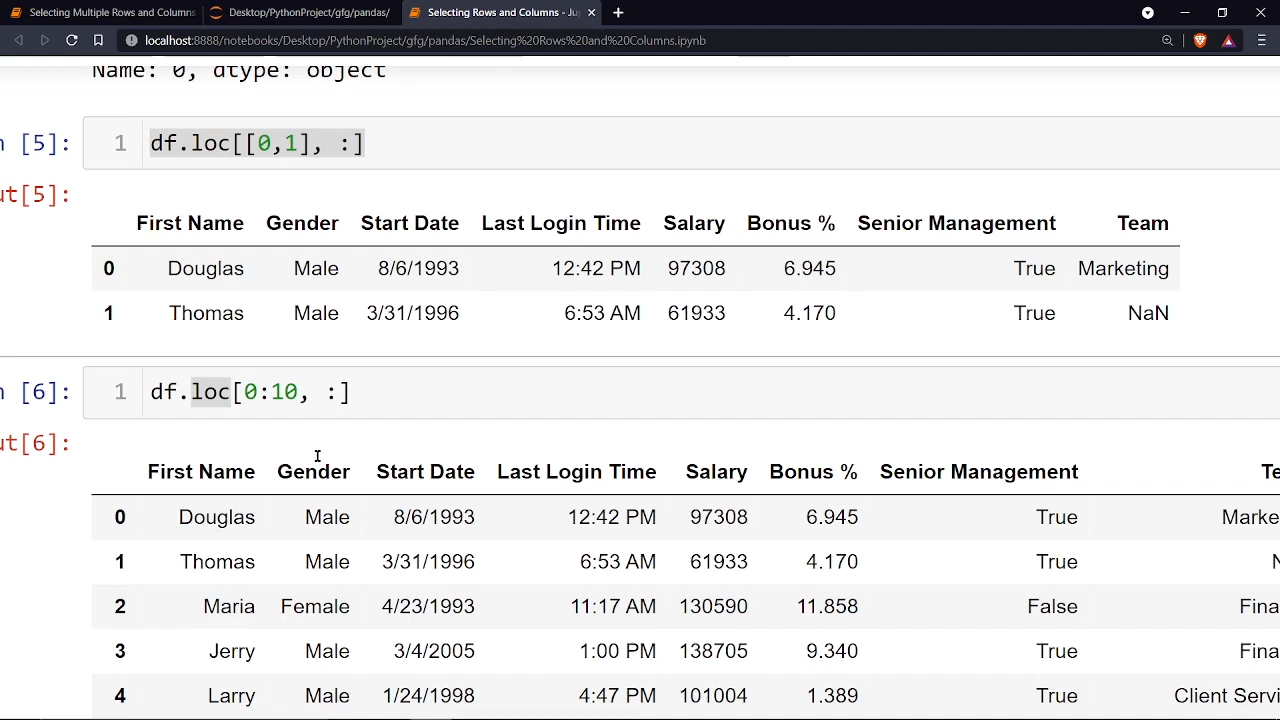 Selecting Multiple Rows and Columns
Desktop/PythonProject/gfg/pandas/
Selecting Rows and Columns - Ju
localhost:8888/notebooks/Desktop/PythonProject/gfg/pandas/Selecting%20Rows%20and%20Columns.ipynb
Name: 0, dtype: object
n [5]: 1 df.loc[[0,1], :]
ut[5]:
First Name Gender Start Date Last Login Time Salary Bonus % Senior Management Team
0 Douglas Male 8/6/1993 12:42 PM 97308 6.945 True Marketing
1 Thomas Male 3/31/1996 6:53 AM 61933 4.170 True NaN
n [6]: 1 df.loc[0:10, :]
ut[6]:
First Name Gender Start Date Last Login Time Salary Bonus % Senior Management Te
0 Douglas Male 8/6/1993 12:42 PM 97308 6.945 True Marke
1 Thomas Male 3/31/1996 6:53 AM 61933 4.170 True N
2 Maria Female 4/23/1993 11:17 AM 130590 11.858 False Fina
3 Jerry Male 3/4/2005 1:00 PM 138705 9.340 True Fina
4 Larry Male 1/24/1998 4:47 PM 101004 1.389 True Client Servi